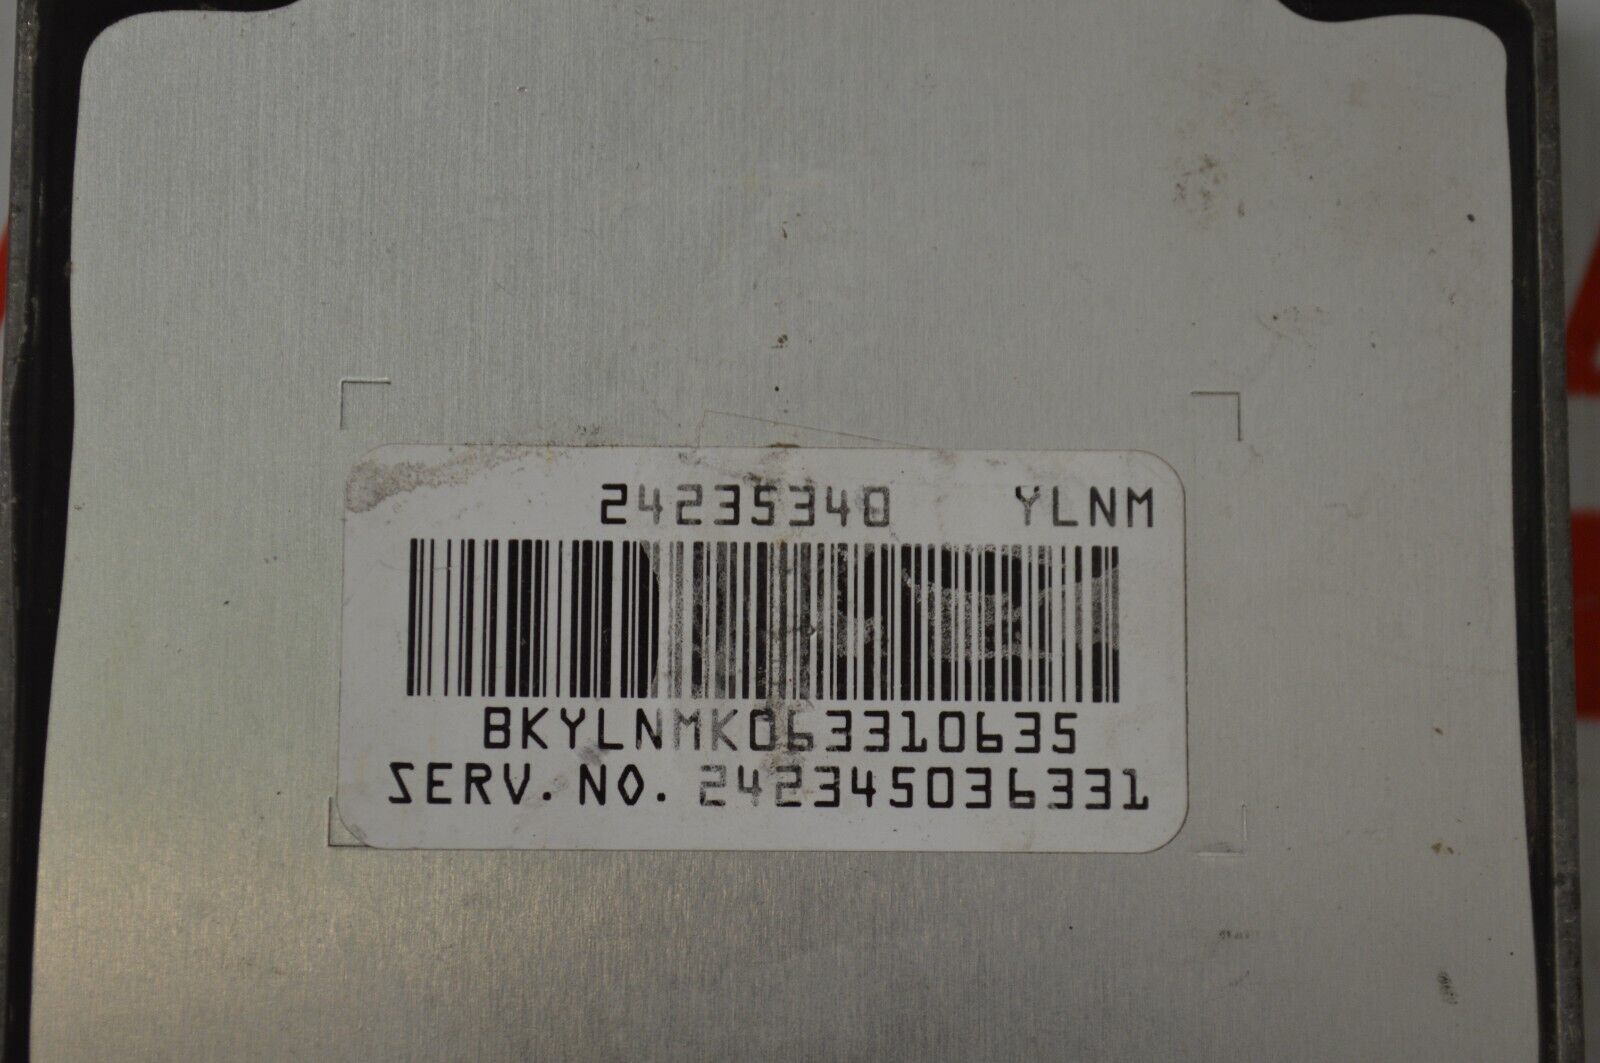 24235340 YLNM
BKYLNMK063310635
SERV. NO. 242345036331